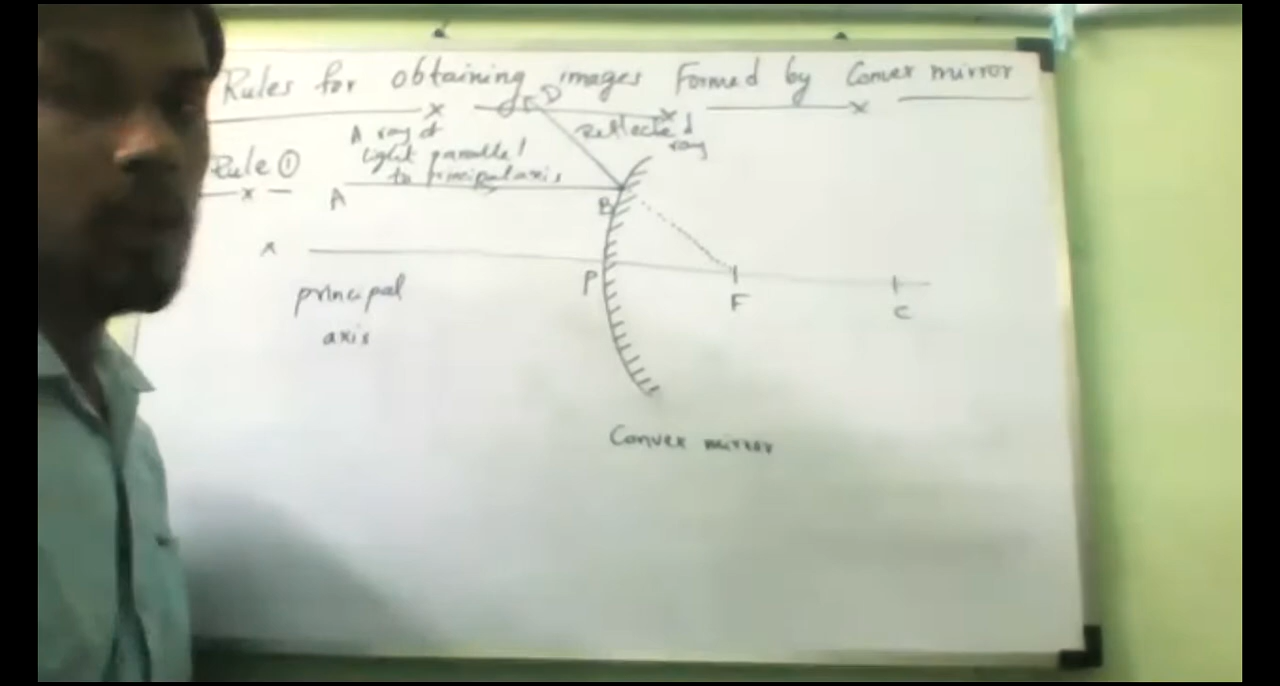 Rules for obtaining images Formed by Convex mirror
D
A ray of
light parallel
to principal axis
Reflected
ray
Rule ①
A
B
P
F
C
principal
axis
Convex mirror